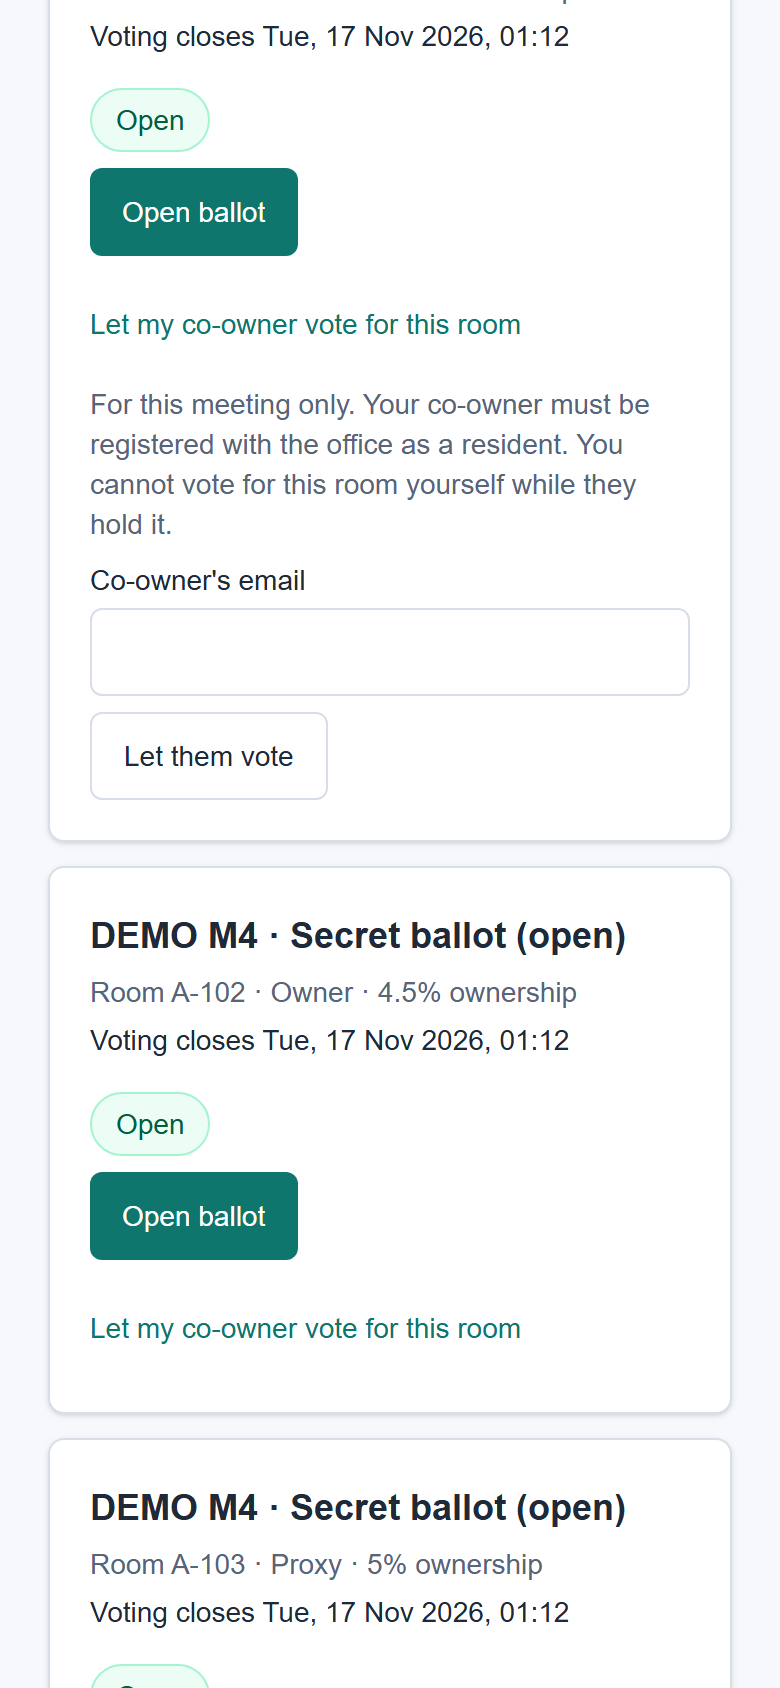 Voting closes Tue, 17 Nov 2026, 01:12
Open
Open ballot
Let my co-owner vote for this room
For this meeting only. Your co-owner must be
registered with the office as a resident. You
cannot vote for this room yourself while they
hold it.
Co-owner's email
Let them vote
DEMO M4 · Secret ballot (open)
Room A-102 · Owner · 4.5% ownership
Voting closes Tue, 17 Nov 2026, 01:12
Open
Open ballot
Let my co-owner vote for this room
DEMO M4 · Secret ballot (open)
Room A-103 · Proxy · 5% ownership
Voting closes Tue, 17 Nov 2026, 01:12